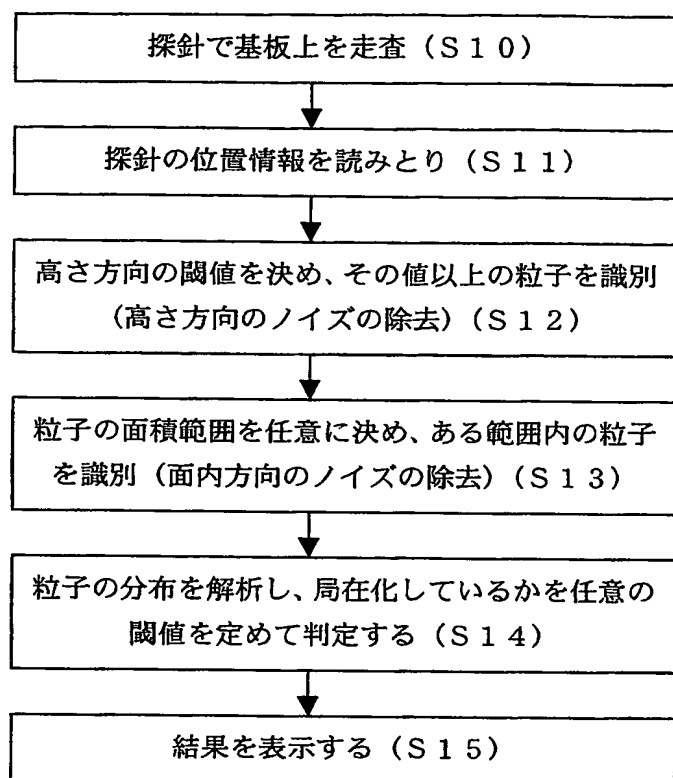 探針で基板上を走査（Ｓ１０）
探針の位置情報を読みとり（Ｓ１１）
高さ方向の閾値を決め、その値以上の粒子を識別
（高さ方向のノイズの除去）（Ｓ１２）
粒子の面積範囲を任意に決め、ある範囲内の粒子
を識別（面内方向のノイズの除去）（Ｓ１３）
粒子の分布を解析し、局在化しているかを任意の
閾値を定めて判定する（Ｓ１４）
結果を表示する（Ｓ１５）